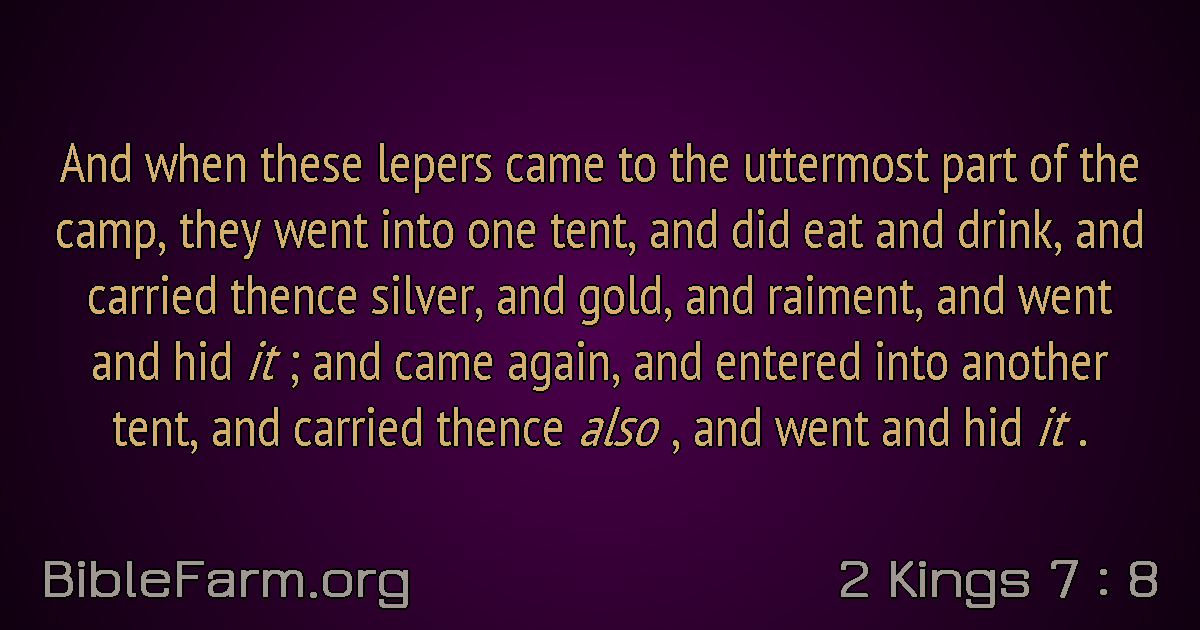 And when these lepers came to the uttermost part of the
camp, they went into one tent, and did eat and drink, and
carried thence silver, and gold, and raiment, and went
and hid it ; and came again, and entered into another
tent, and carried thence also , and went and hid it .
BibleFarm.org
2 Kings 7 : 8